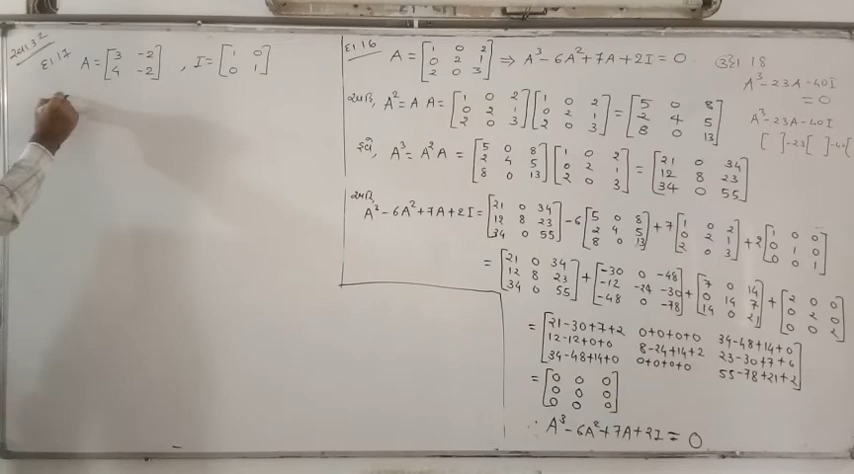 સ્વા 3.2
દા.17 A = [3 -2; 4 -2], I = [1 0; 0 1]
દા.16 A = [1 0 2; 0 2 1; 2 0 3] ⇒ A³-6A²+7A+2I = 0
18
A³-23A-40I = 0
A³-23A-40I
[ ]-23[ ]-40[
A² = A A = [1 0 2; 0 2 1; 2 0 3] [1 0 2; 0 2 1; 2 0 3] = [5 0 8; 2 4 5; 8 0 13]
હવે, A³ = A² A = [5 0 8; 2 4 5; 8 0 13] [1 0 2; 0 2 1; 2 0 3] = [21 0 34; 12 8 23; 34 0 55]
A³-6A²+7A+2I = [21 0 34; 12 8 23; 34 0 55] -6 [5 0 8; 2 4 5; 8 0 13] +7 [1 0 2; 0 2 1; 2 0 3] +2 [1 0 0; 0 1 0; 0 0 1]
= [21 0 34; 12 8 23; 34 0 55] + [-30 0 -48; -12 -24 -30; -48 0 -78] + [7 0 14; 0 14 7; 14 0 21] + [2 0 0; 0 2 0; 0 0 2]
= [21-30+7+2 0+0+0+0 34-48+14+0; 12-12+0+0 8-24+14+2 23-30+7+0; 34-48+14+0 0+0+0+0 55-78+21+2]
= [0 0 0; 0 0 0; 0 0 0]
∴ A³-6A²+7A+2I = 0